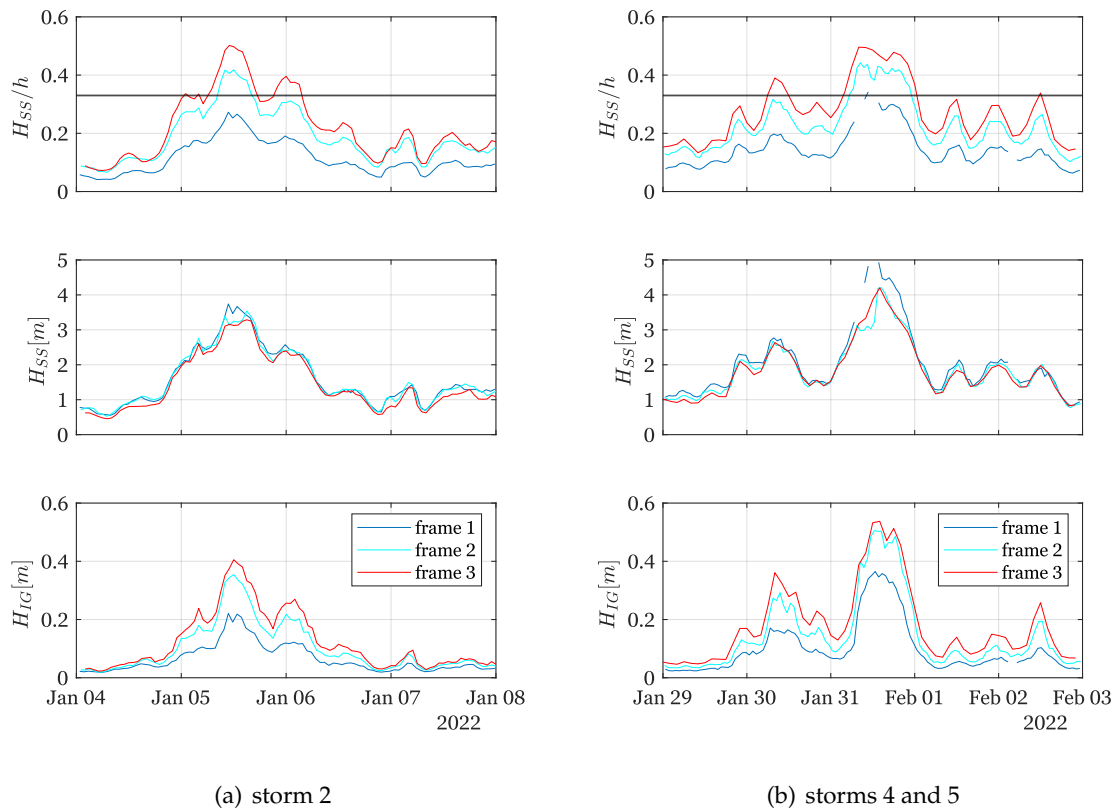 0.6
0.4
0.2
0
H_SS/h
0.6
0.4
0.2
0
H_SS/h
5
4
3
2
1
0
H_SS[m]
5
4
3
2
1
0
H_SS[m]
0.6
0.4
0.2
0
H_IG[m]
frame 1
frame 2
frame 3
Jan 04 Jan 05 Jan 06 Jan 07 Jan 08
2022
0.6
0.4
0.2
0
H_IG[m]
frame 1
frame 2
frame 3
Jan 29 Jan 30 Jan 31 Feb 01 Feb 02 Feb 03
2022
(a) storm 2
(b) storms 4 and 5